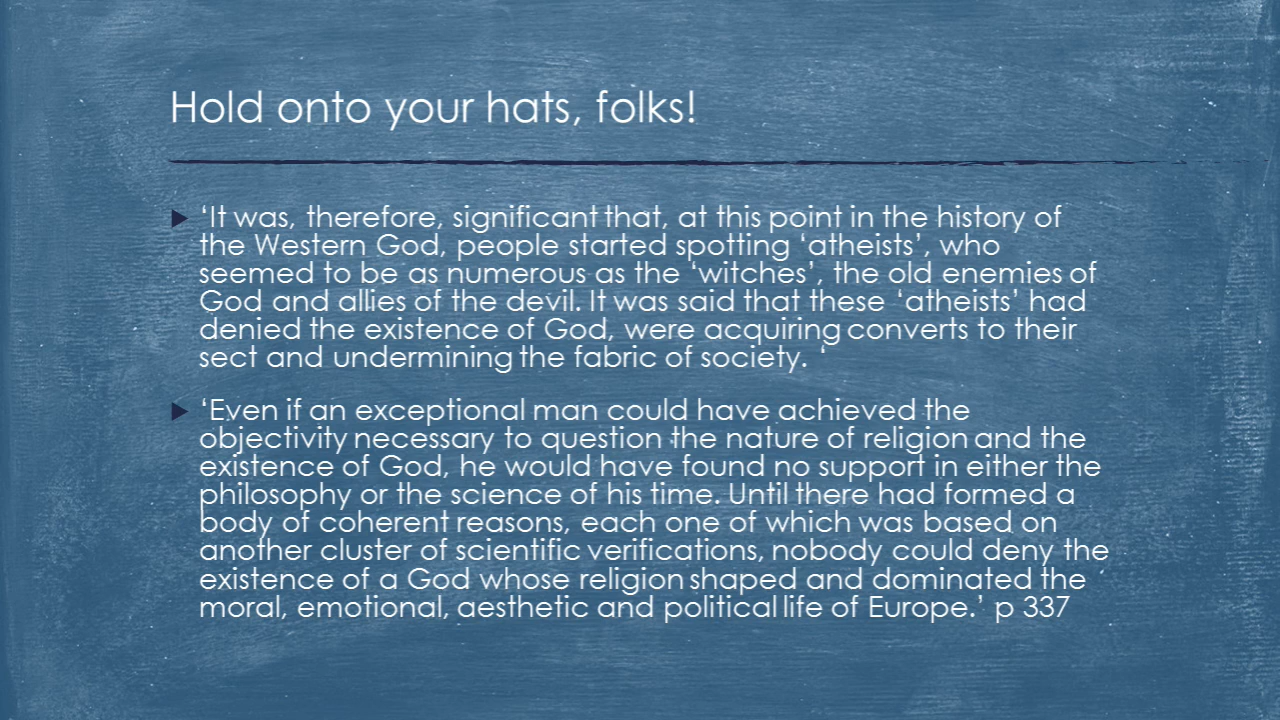 Hold onto your hats, folks!
‘It was, therefore, significant that, at this point in the history of
the Western God, people started spotting ‘atheists’, who
seemed to be as numerous as the ‘witches’, the old enemies of
God and allies of the devil. It was said that these ‘atheists’ had
denied the existence of God, were acquiring converts to their
sect and undermining the fabric of society. ‘
‘Even if an exceptional man could have achieved the
objectivity necessary to question the nature of religion and the
existence of God, he would have found no support in either the
philosophy or the science of his time. Until there had formed a
body of coherent reasons, each one of which was based on
another cluster of scientific verifications, nobody could deny the
existence of a God whose religion shaped and dominated the
moral, emotional, aesthetic and political life of Europe.’ p 337